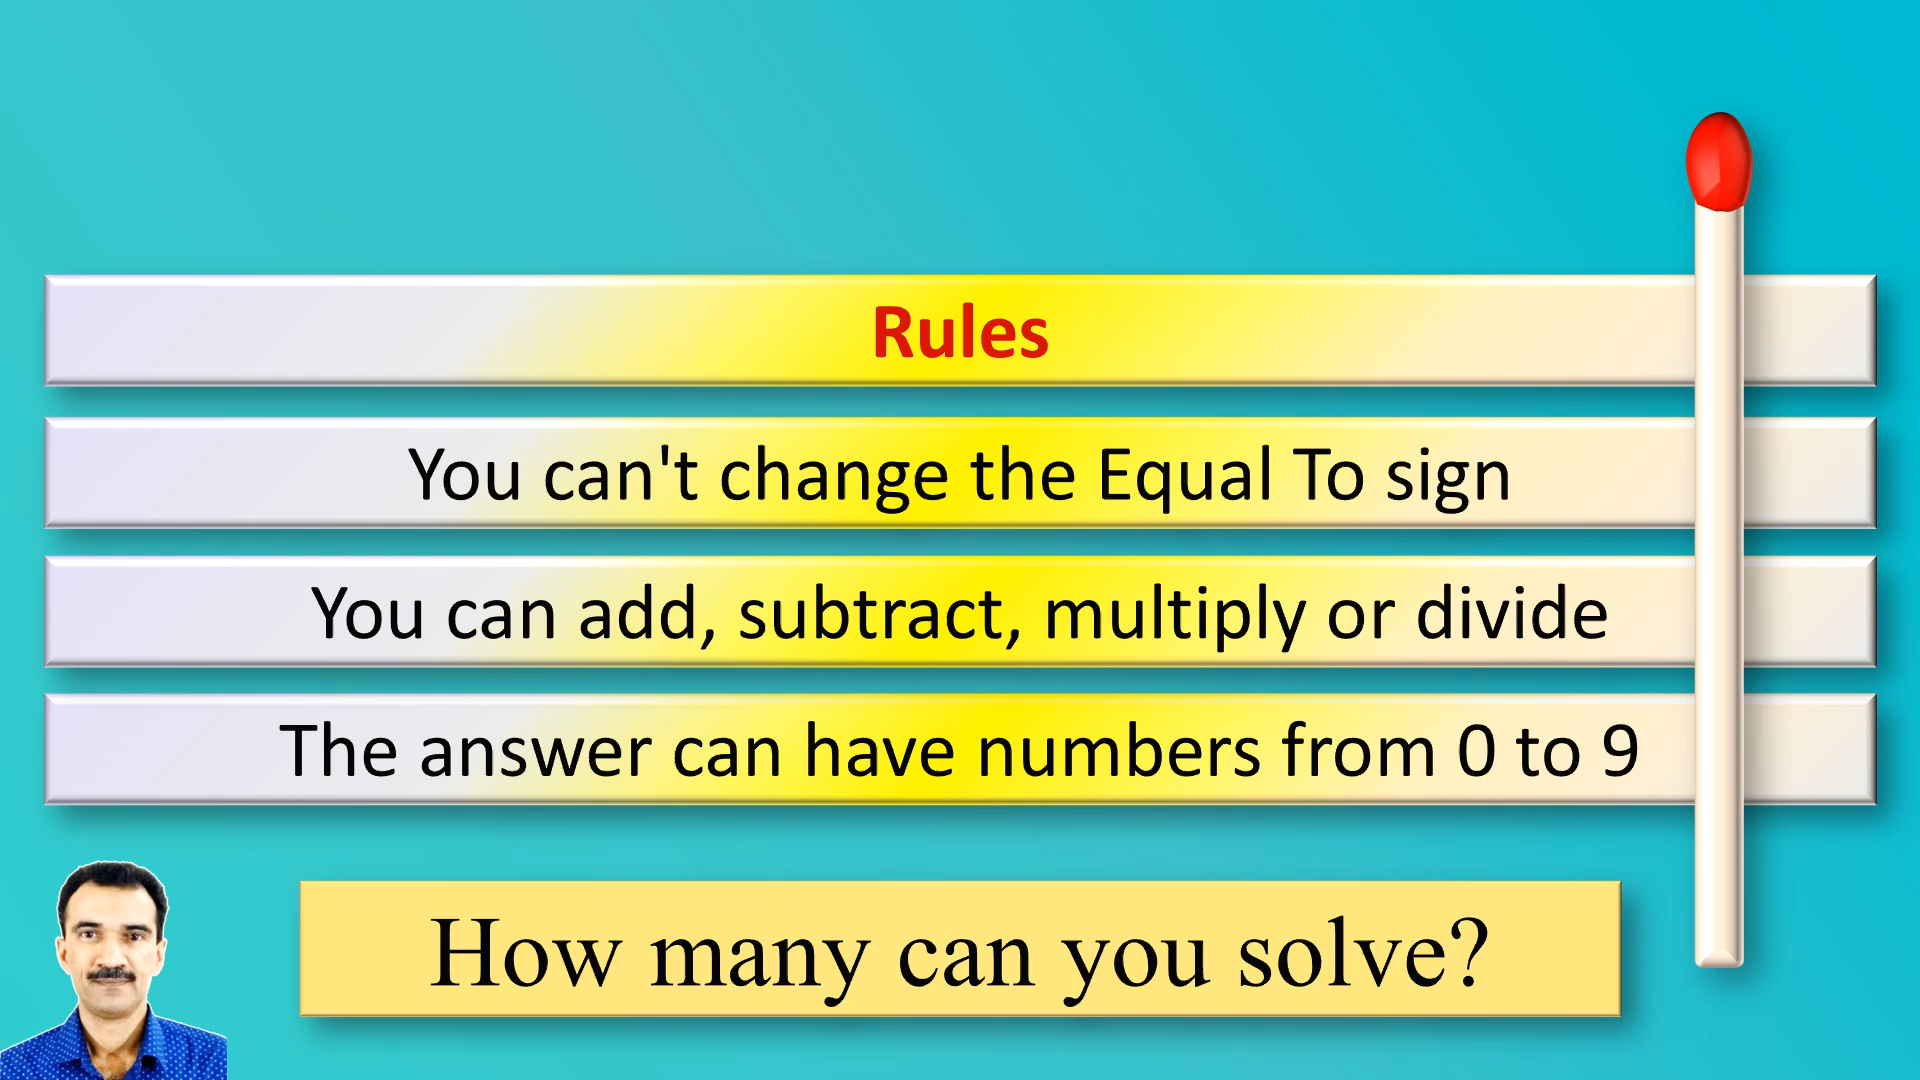 Rules
You can't change the Equal To sign
You can add, subtract, multiply or divide
The answer can have numbers from 0 to 9
How many can you solve?